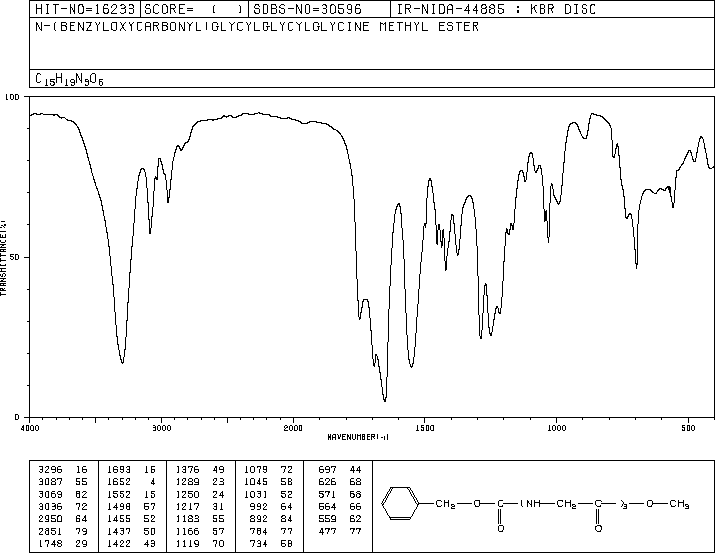 HIT-NO=16233 SCORE= ( ) SDBS-NO=30596 IR-NIDA-44885 : KBR DISC
N-(BENZYLOXYCARBONYL)GLYCYLGLYCYLGLYCINE METHYL ESTER
C15H19N3O6
100
50
0
TRANSMITTANCE(%)
4000 3000 2000 1500 1000 500
WAVENUMBER(-1)
3296 16 1693 15 1376 49 1079 72 697 44
3087 55 1652 4 1289 23 1045 58 626 68
3069 62 1552 15 1250 24 1031 52 571 68
3036 72 1498 57 1217 31 992 64 564 66
2950 64 1455 52 1183 55 892 84 559 62
2851 79 1437 50 1166 57 784 77 477 77
1748 29 1422 43 1119 70 734 58
CH2 O C (NH CH2 C )3 O CH3
O O